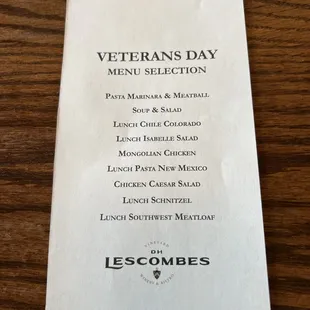 VETERANS DAY
MENU SELECTION
PASTA MARINARA & MEATBALL
SOUP & SALAD
LUNCH CHILE COLORADO
LUNCH ISABELLE SALAD
MONGOLIAN CHICKEN
LUNCH PASTA NEW MEXICO
CHICKEN CAESAR SALAD
LUNCH SCHNITZEL
LUNCH SOUTHWEST MEATLOAF
DH
LESCOMBES